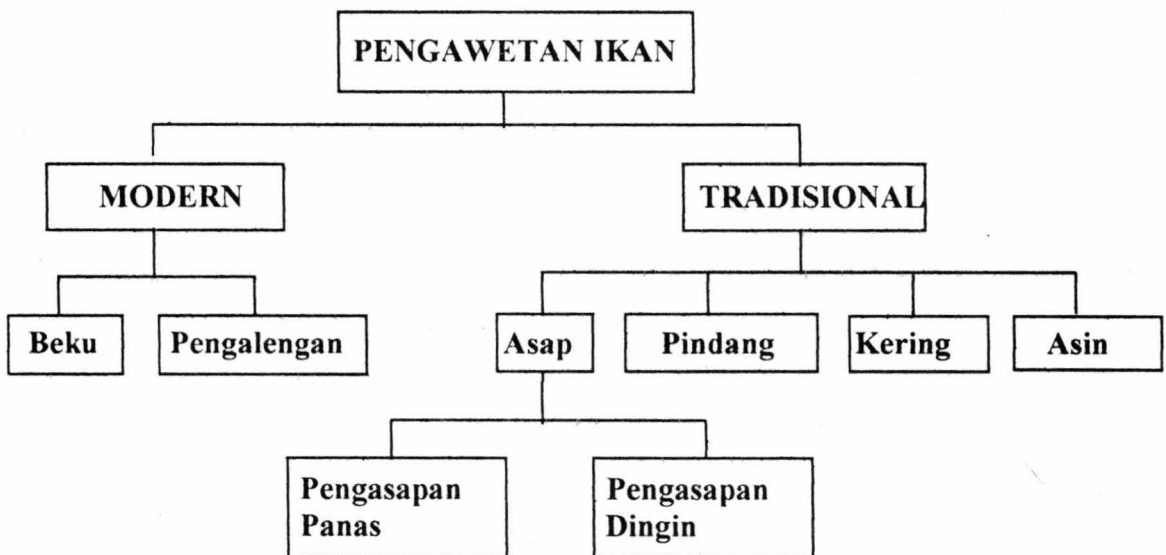 PENGAWETAN IKAN
MODERN
TRADISIONAL
Beku
Pengalengan
Asap
Pindang
Kering
Asin
Pengasapan
Panas
Pengasapan
Dingin